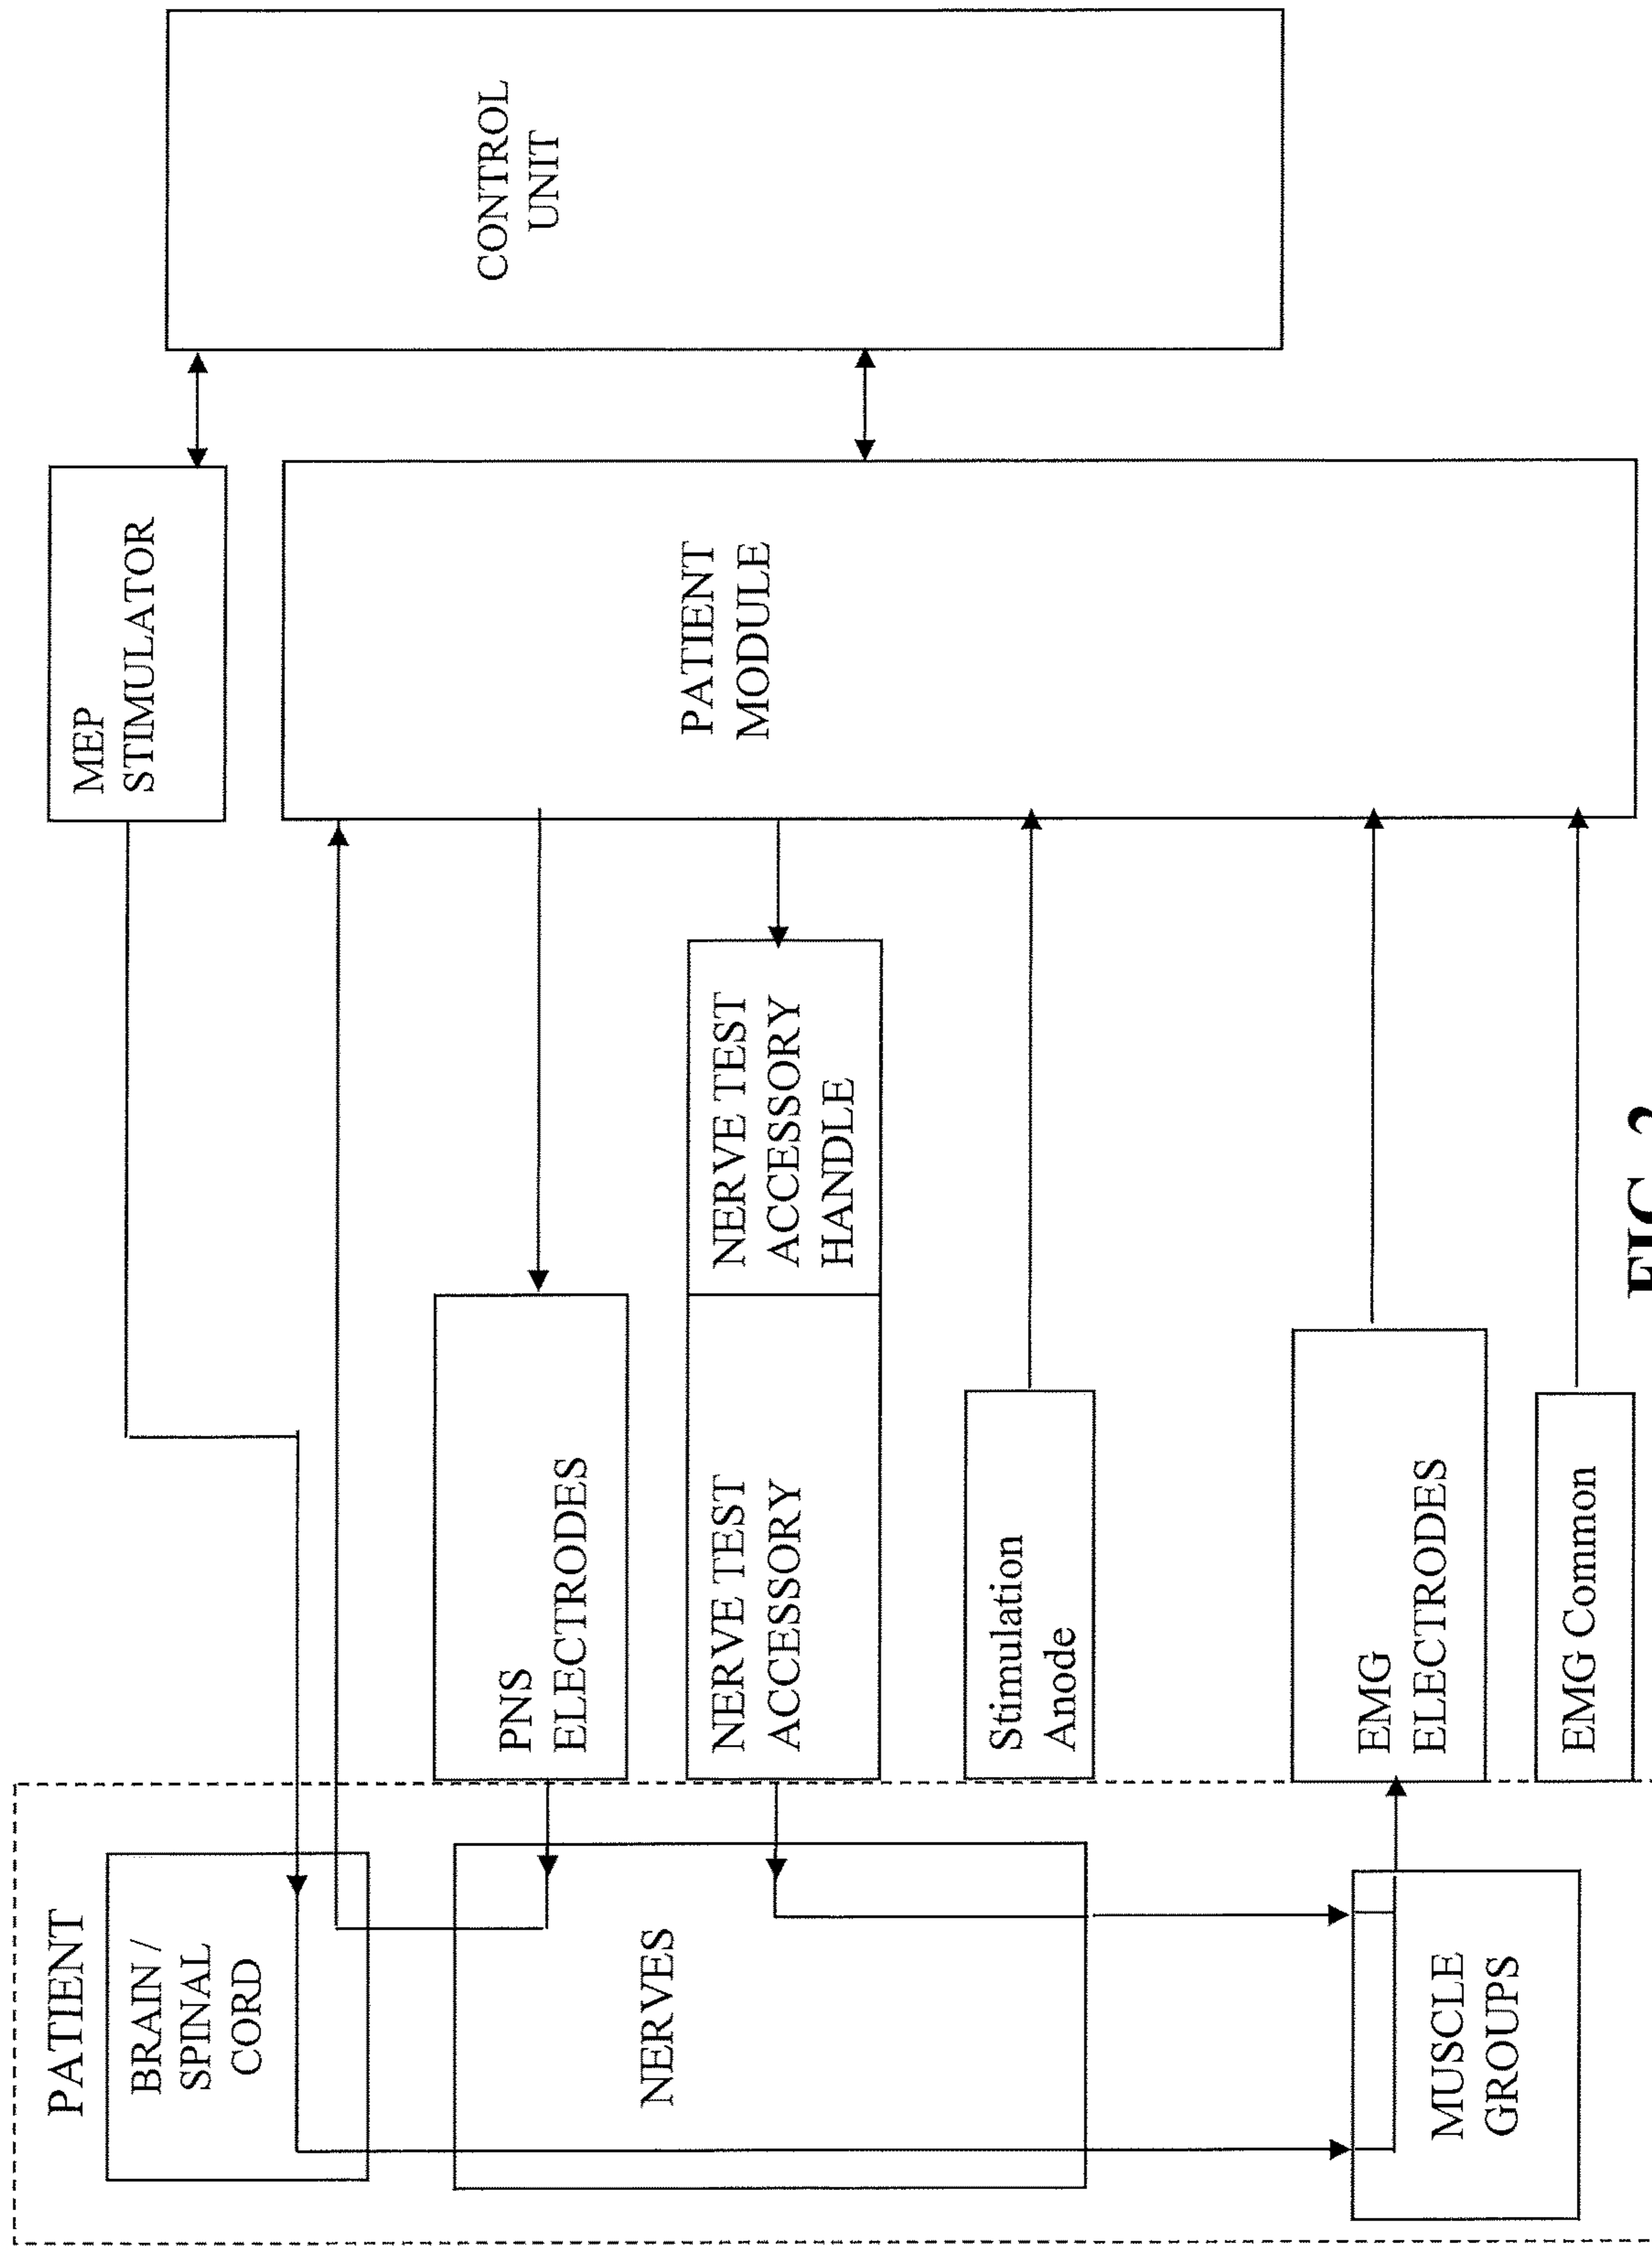 PATIENT
BRAIN /
SPINAL
CORD
NERVES
MUSCLE
GROUPS
PNS
ELECTRODES
NERVE TEST
ACCESSORY
Stimulation
Anode
EMG
ELECTRODES
EMG Common
NERVE TEST
ACCESSORY
HANDLE
MEP
STIMULATOR
PATIENT
MODULE
CONTROL
UNIT
FIG